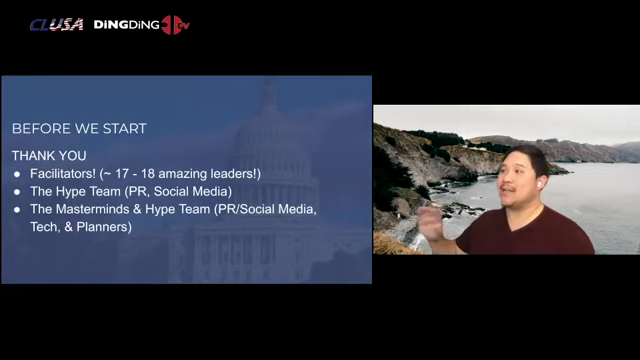 CLUSA DiNGDiNG TV
BEFORE WE START
THANK YOU
● Facilitators! (~ 17 - 18 amazing leaders!)
● The Hype Team (PR, Social Media)
● The Masterminds & Hype Team (PR/Social Media,
Tech, & Planners)